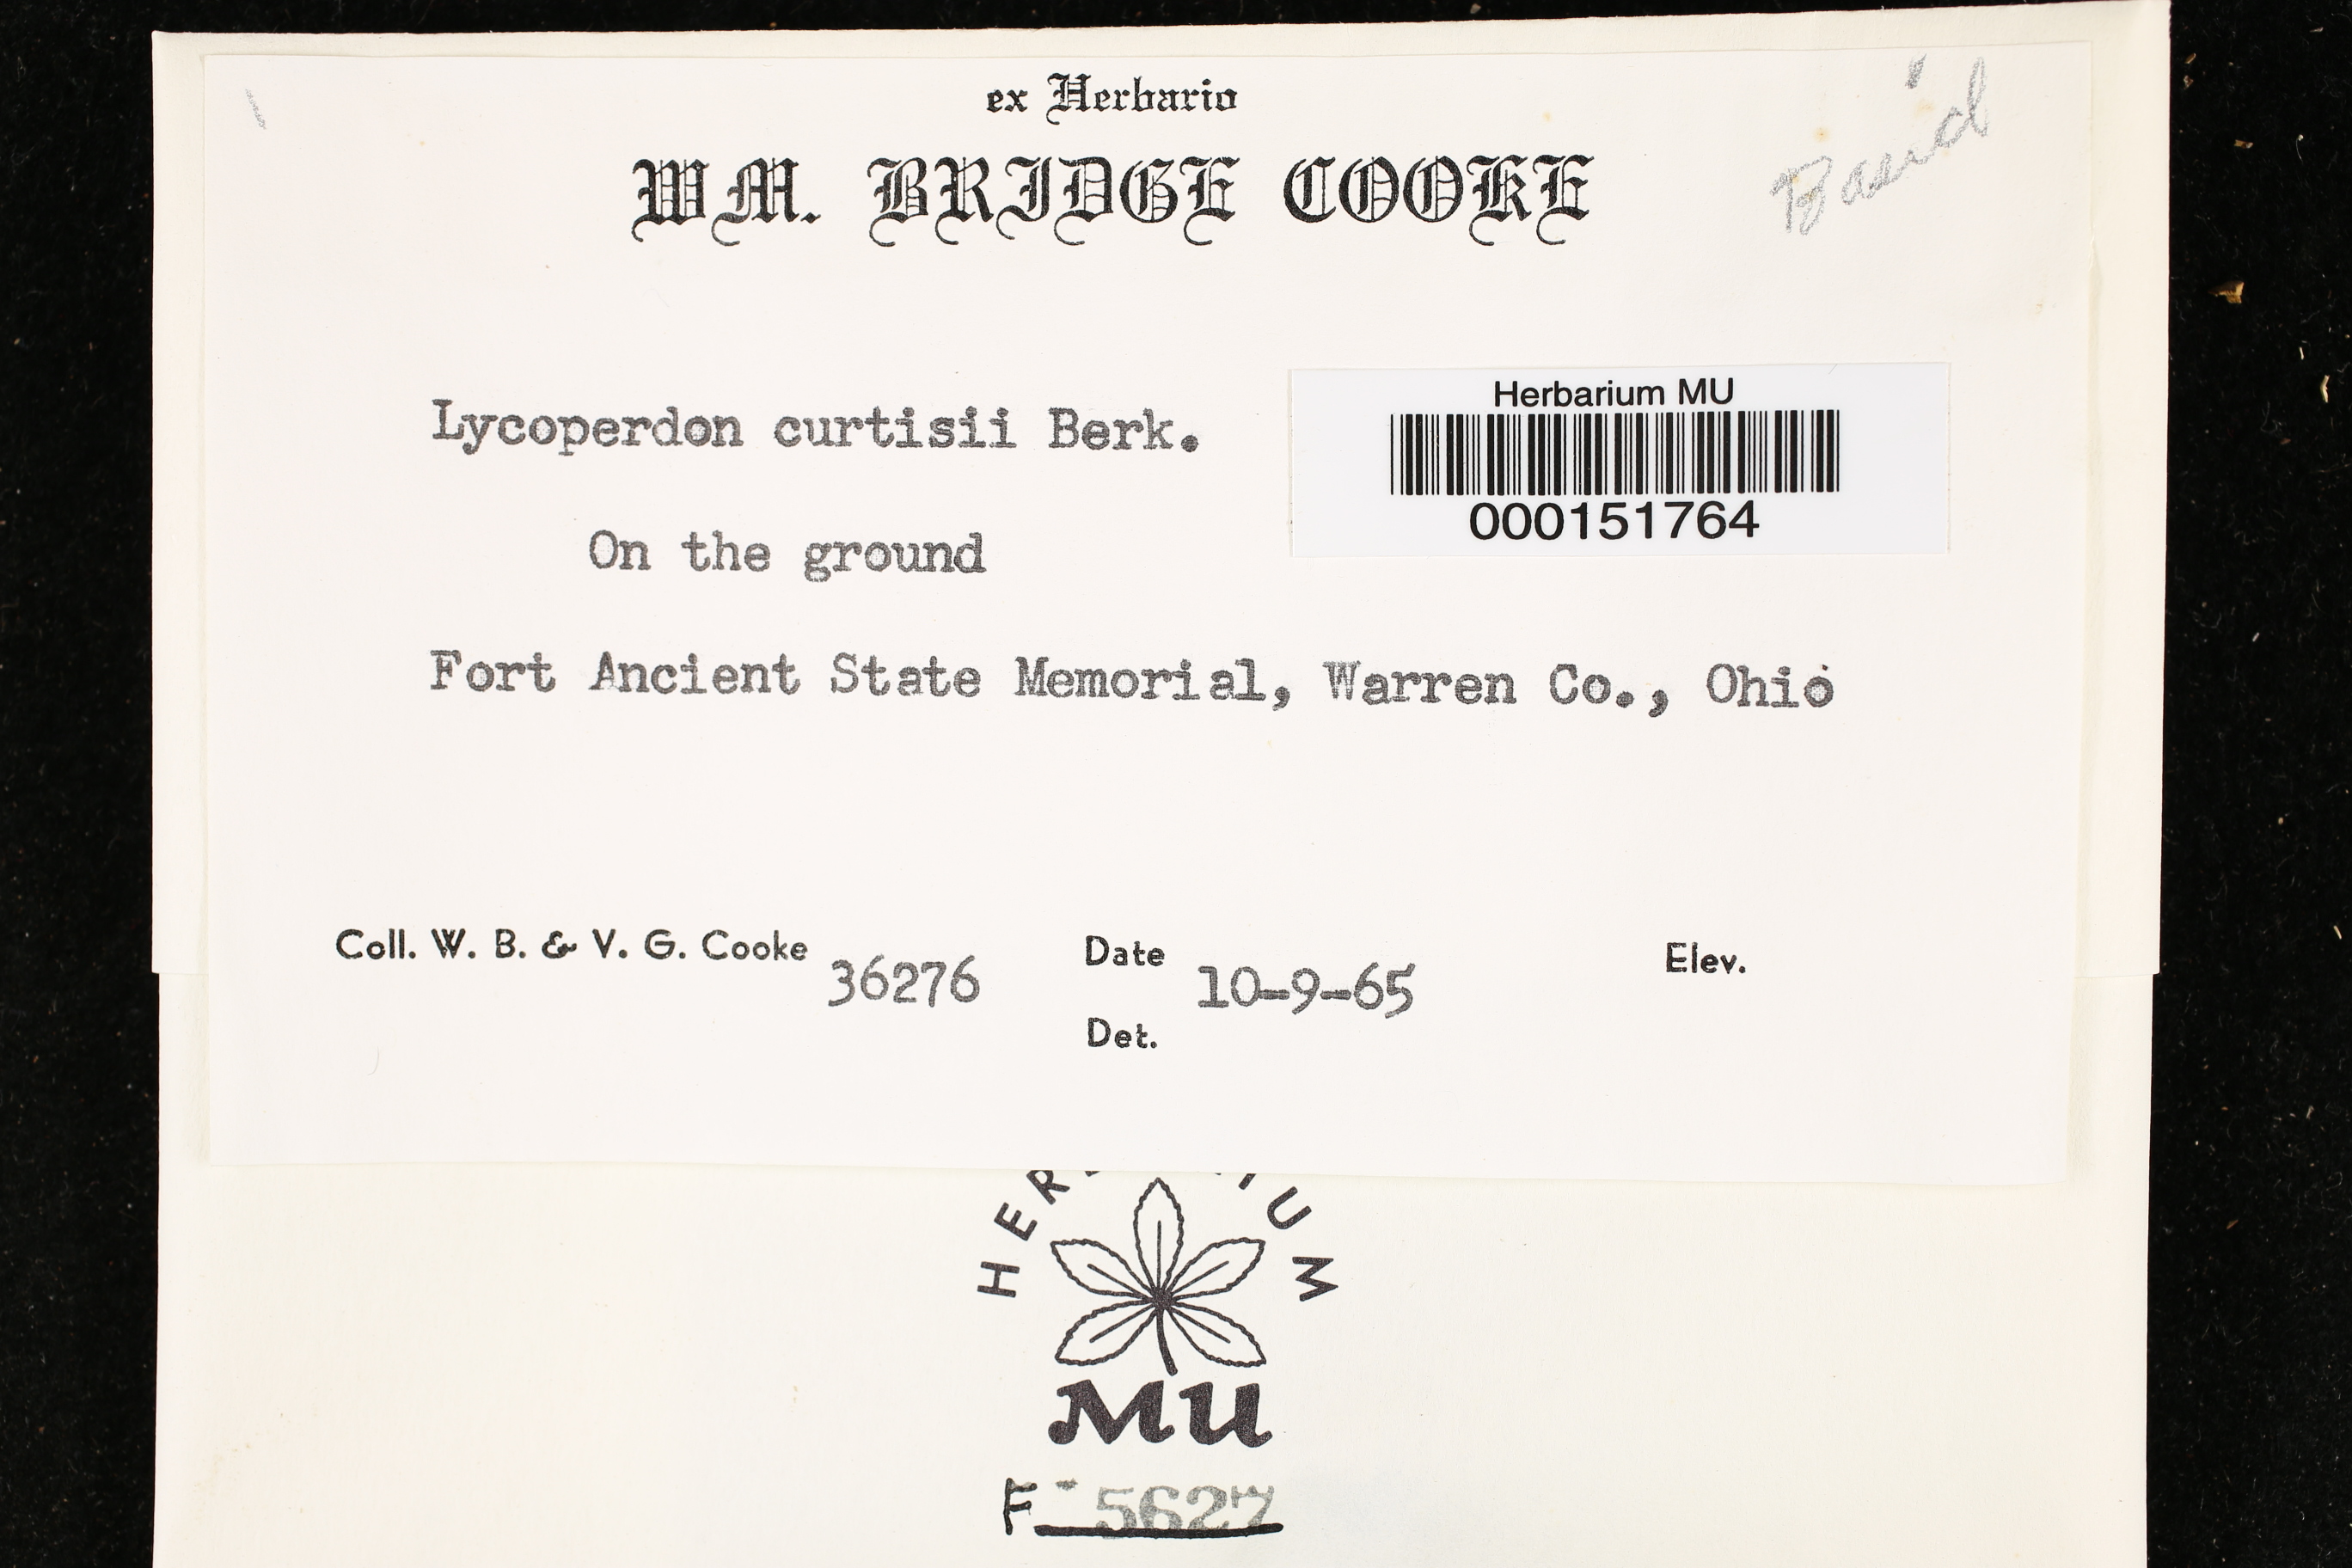 ex Herbario
WM. BRIDGE COOKE
Basid
Herbarium MU
000151764
Lycoperdon curtisii Berk.
On the ground
Fort Ancient State Memorial, Warren Co., Ohio
Coll. W. B. & V. G. Cooke 36276 Date 10-9-65 Elev.
Det.
MU
F-5627